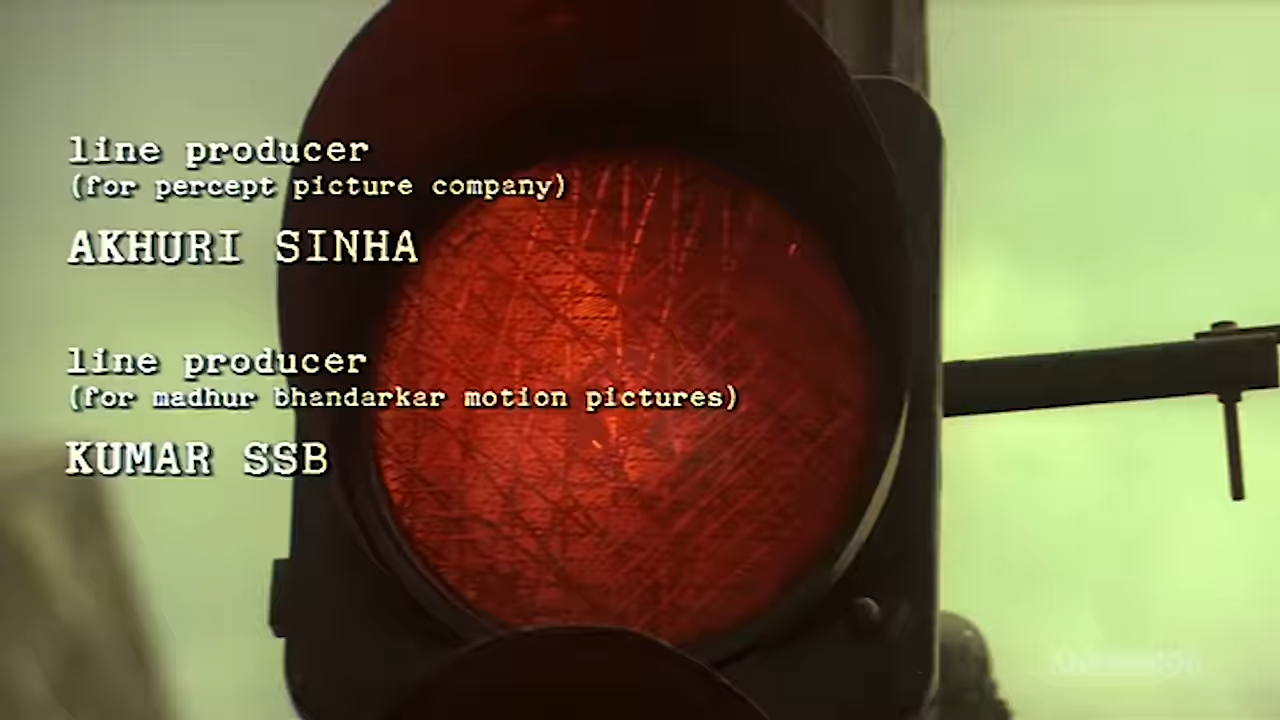 line producer
(for percept picture company)
AKHURI SINHA
line producer
(for madhur bhandarkar motion pictures)
KUMAR SSB